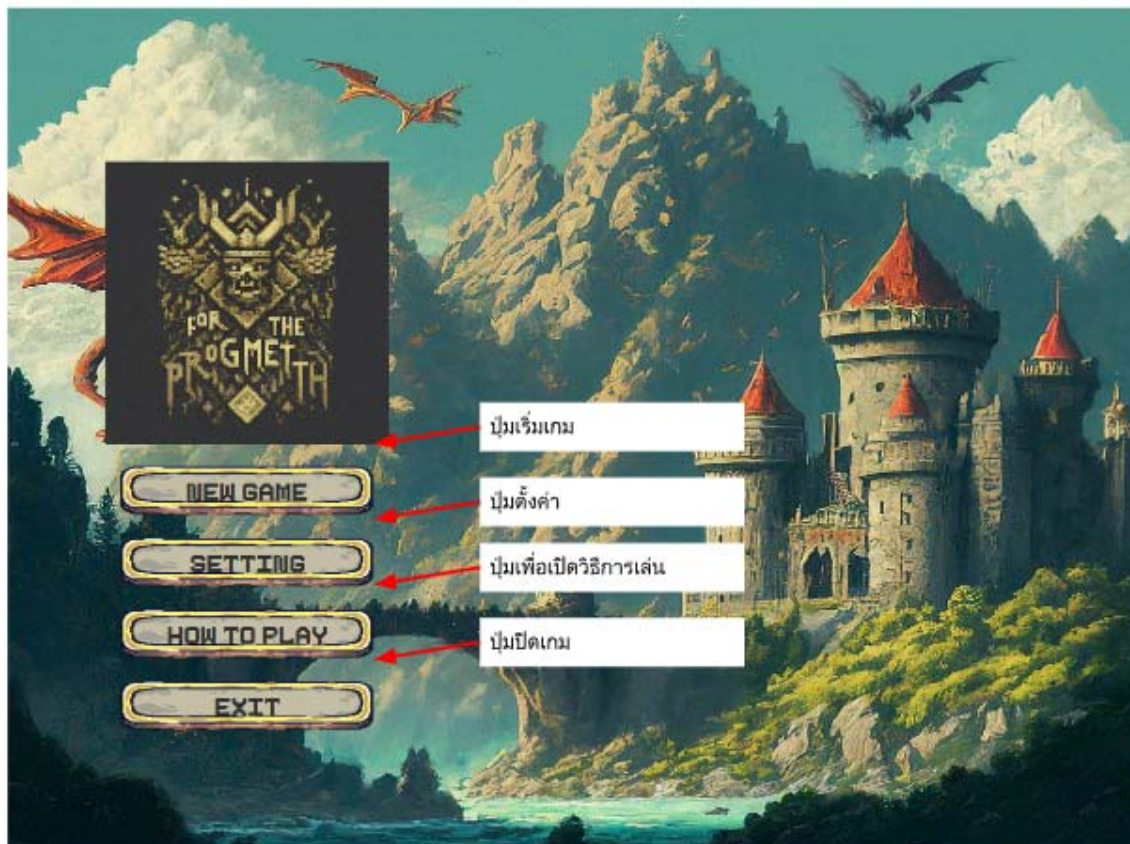 FOR THE
PROGMETTH
ปุ่มเริ่มเกม
NEW GAME
ปุ่มตั้งค่า
SETTING
ปุ่มเพื่อเปิดวิธีการเล่น
HOW TO PLAY
ปุ่มปิดเกม
EXIT